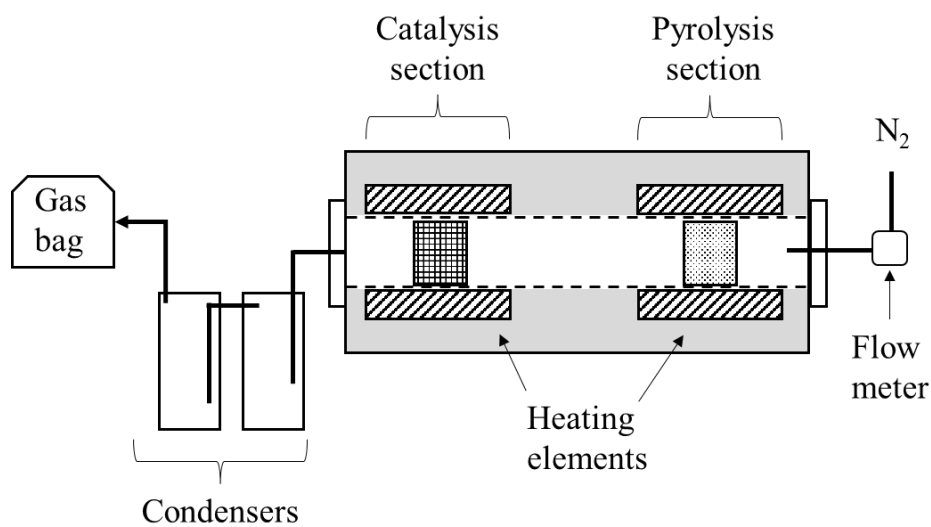 Catalysis
section
Pyrolysis
section
N₂
Gas
bag
Flow
meter
Heating
elements
Condensers